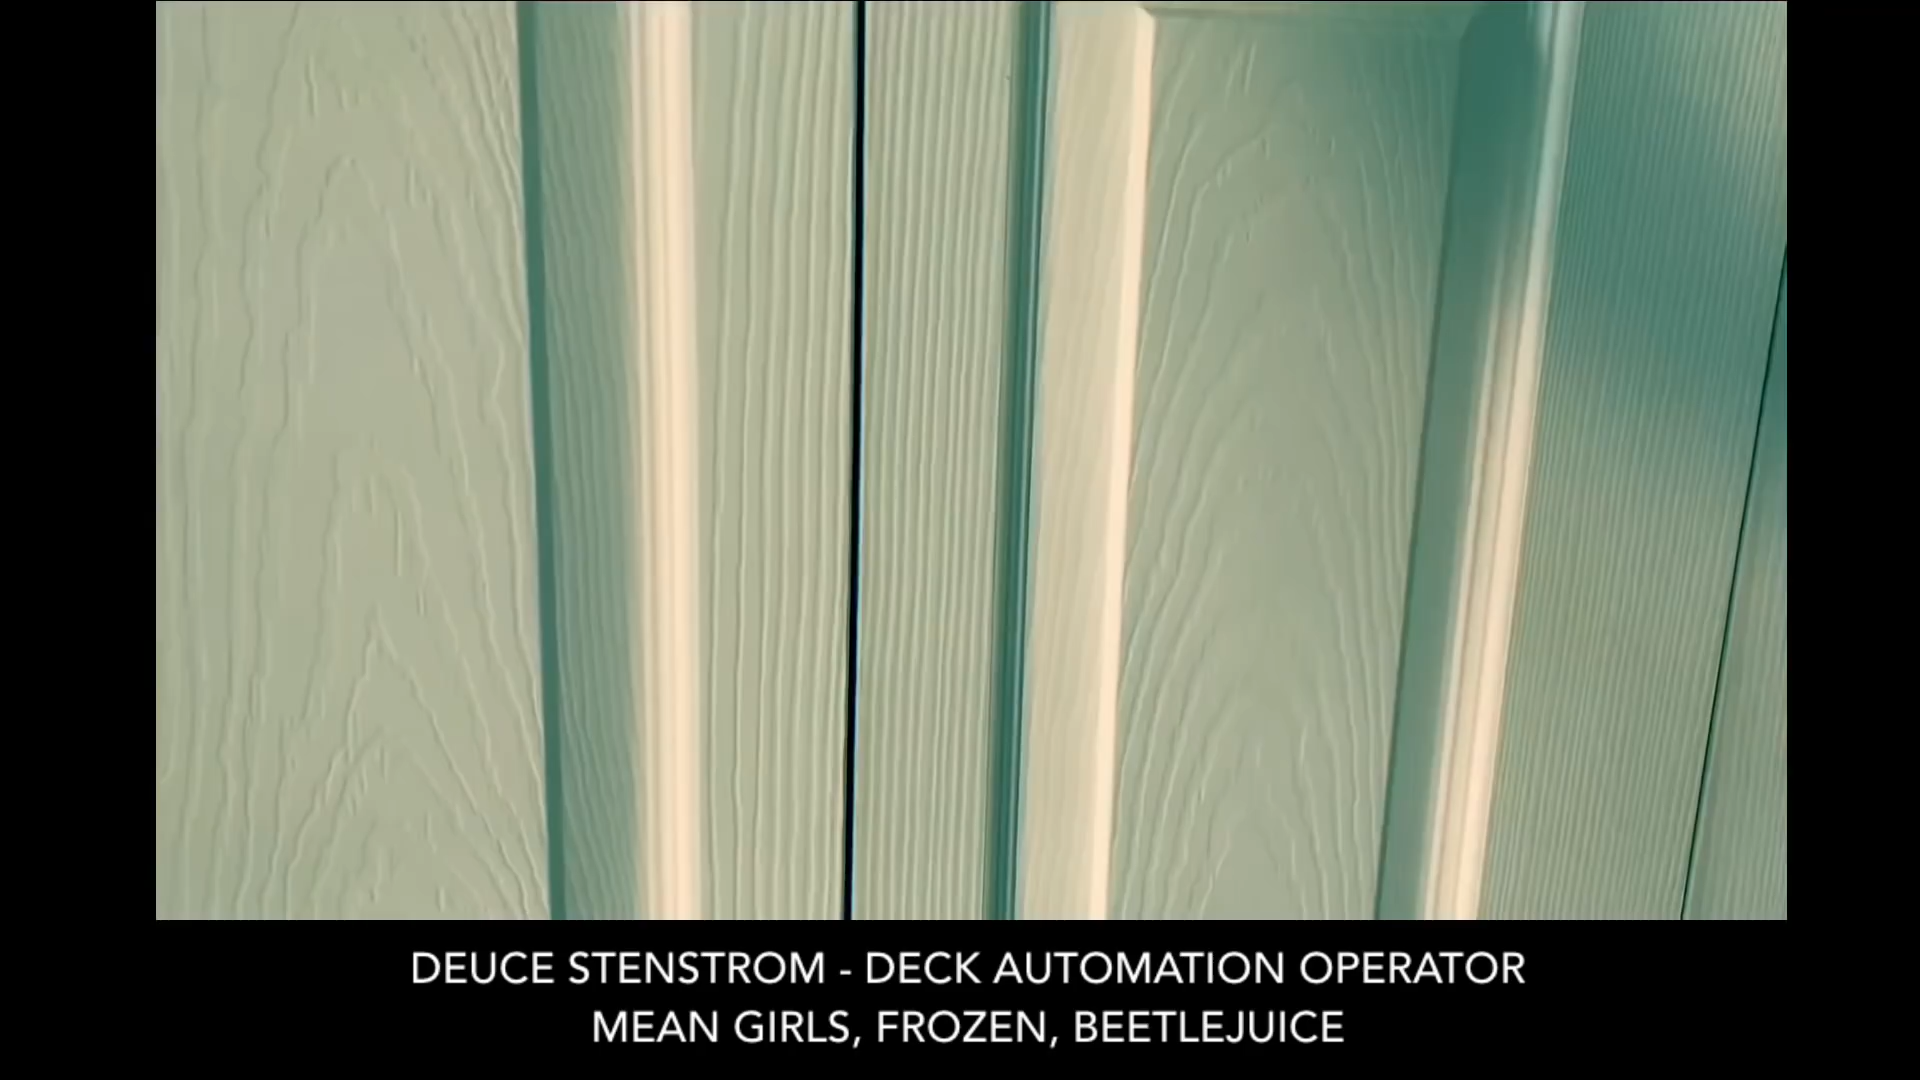 DEUCE STENSTROM - DECK AUTOMATION OPERATOR
MEAN GIRLS, FROZEN, BEETLEJUICE